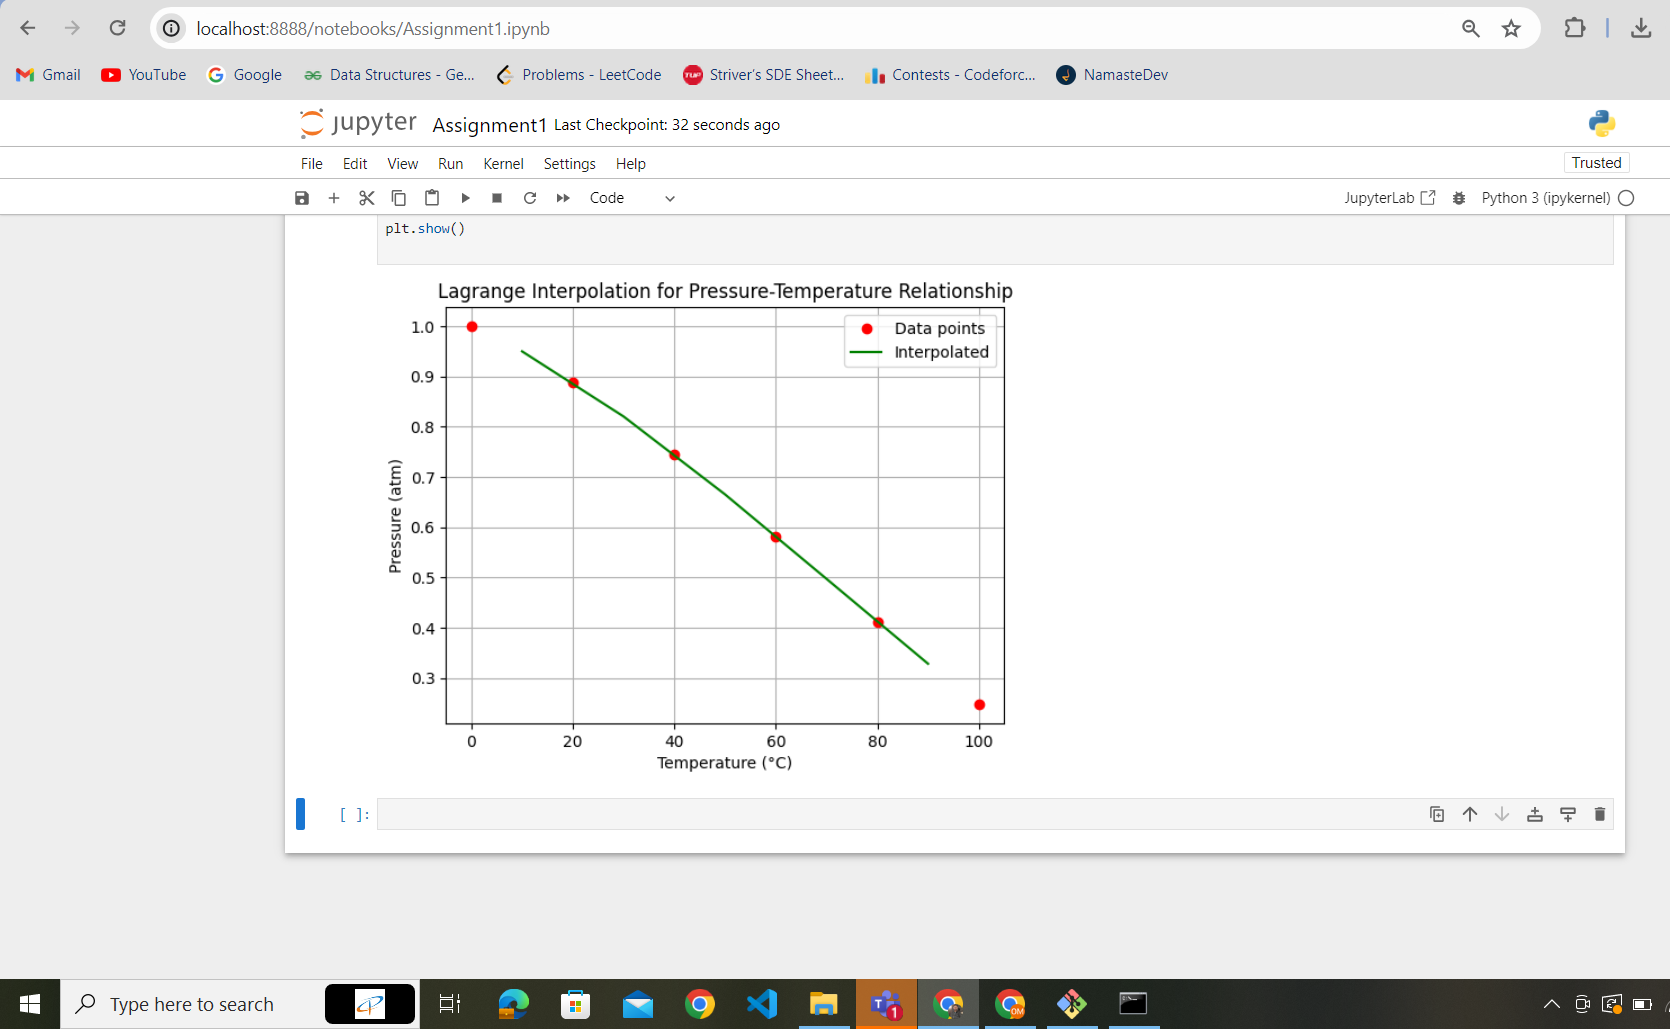 localhost:8888/notebooks/Assignment1.ipynb
Gmail YouTube Google Data Structures - Ge... Problems - LeetCode TUF Striver's SDE Sheet... Contests - Codeforc... NamasteDev
jupyter Assignment1 Last Checkpoint: 32 seconds ago
File Edit View Run Kernel Settings Help Trusted
Code JupyterLab Python 3 (ipykernel)
plt.show()
Lagrange Interpolation for Pressure-Temperature Relationship
Data points
Interpolated
1.0
0.9
0.8
0.7
0.6
0.5
0.4
0.3
Pressure (atm)
0 20 40 60 80 100
Temperature (°C)
[ ]:
Type here to search
T 1 OM